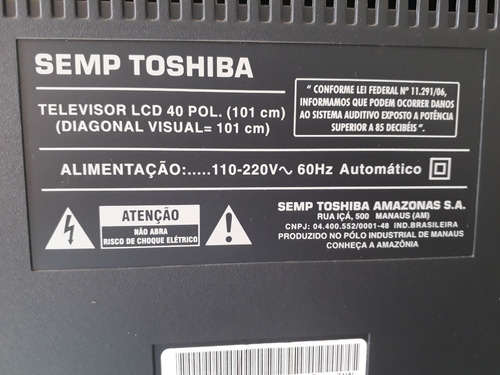 SEMP TOSHIBA
TELEVISOR LCD 40 POL. (101 cm)
(DIAGONAL VISUAL= 101 cm)
" CONFORME LEI FEDERAL Nº 11.291/06,
INFORMAMOS QUE PODEM OCORRER DANOS
AO SISTEMA AUDITIVO EXPOSTO A POTÊNCIA
SUPERIOR A 85 DECIBÉIS ".
ALIMENTAÇÃO:.....110-220V~ 60Hz Automático
ATENÇÃO
NÃO ABRA
RISCO DE CHOQUE ELÉTRICO
SEMP TOSHIBA AMAZONAS S.A.
RUA IÇÁ, 500 MANAUS (AM)
CNPJ: 04.400.552/0001-48 IND.BRASILEIRA
PRODUZIDO NO PÓLO INDUSTRIAL DE MANAUS
CONHEÇA A AMAZÔNIA